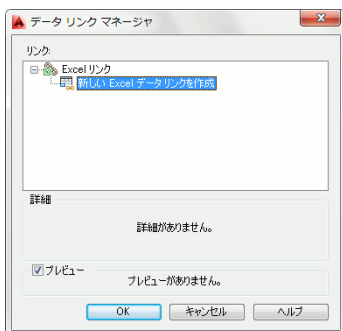 データ リンク マネージャ
リンク:
Excel リンク
新しい Excel データリンクを作成
詳細
詳細がありません。
プレビュー
プレビューがありません。
OK
キャンセル
ヘルプ